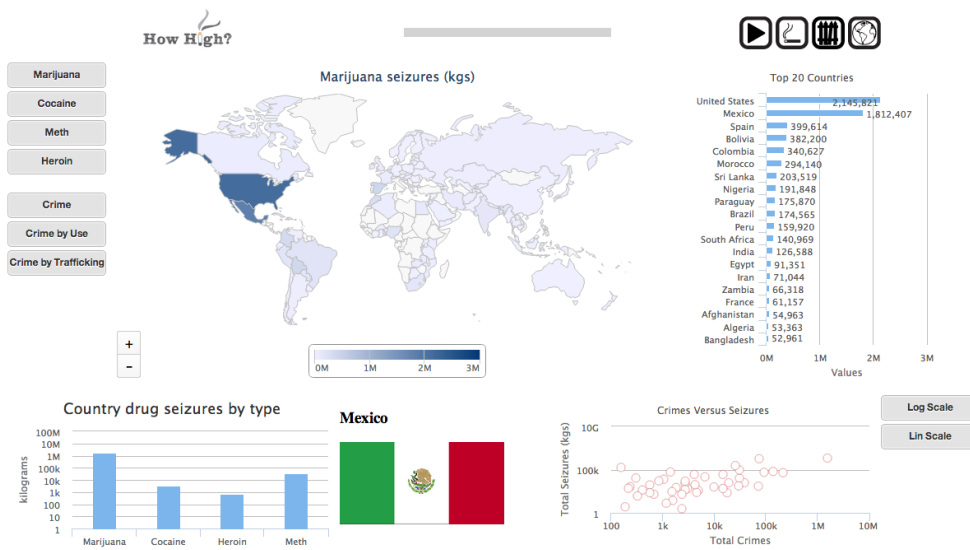 How High?
Marijuana
Cocaine
Meth
Heroin
Crime
Crime by Use
Crime by Trafficking
+
-
Marijuana seizures (kgs)
0M 1M 2M 3M
Top 20 Countries
United States 2,145,821
Mexico 1,812,407
Spain 399,614
Bolivia 382,200
Colombia 340,627
Morocco 294,140
Sri Lanka 203,519
Nigeria 191,848
Paraguay 175,870
Brazil 174,565
Peru 159,920
South Africa 140,969
India 126,588
Egypt 91,351
Iran 71,044
Zambia 66,318
France 61,157
Afghanistan 54,963
Algeria 53,363
Bangladesh 52,961
0M 1M 2M 3M
Values
Country drug seizures by type
kilograms
100M
10M
1M
100k
10k
1k
100
10
1
Marijuana Cocaine Heroin Meth
Mexico
Crimes Versus Seizures
Total Seizures (kgs)
10G
100k
1
100 1k 10k 100k 1M 10M
Total Crimes
Log Scale
Lin Scale